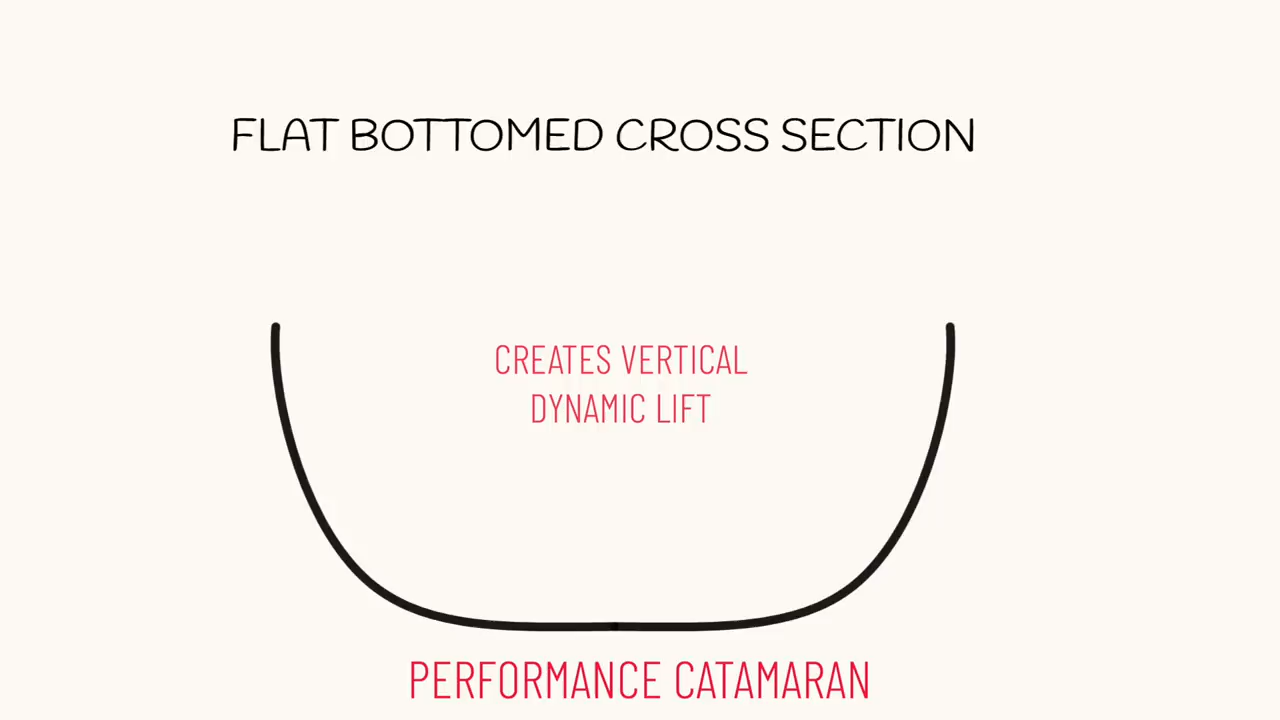 FLAT BOTTOMED CROSS SECTION
CREATES VERTICAL
DYNAMIC LIFT
PERFORMANCE CATAMARAN